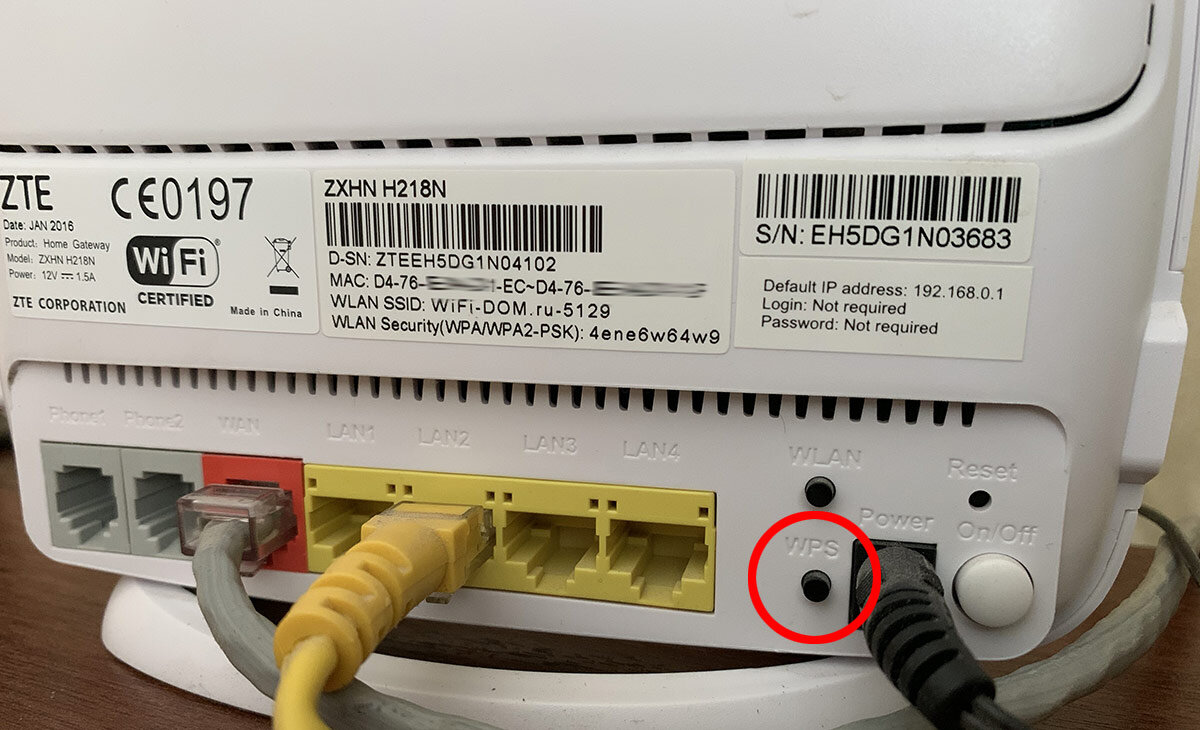 ZTE
CE0197
Date: JAN 2016
Product: Home Gateway
Model: ZXHN H218N
Power: 12V 1.5A
WiFi®
CERTIFIED
ZTE CORPORATION
Made in China
ZXHN H218N
D-SN: ZTEEH5DG1N04102
MAC: D4-76- -EC~D4-76-
WLAN SSID: WiFi-DOM.ru-5129
WLAN Security(WPA/WPA2-PSK): 4ene6w64w9
S/N: EH5DG1N03683
Default IP address: 192.168.0.1
Login: Not required
Password: Not required
Phone1 Phone2 WAN LAN1 LAN2 LAN3 LAN4
WLAN
Reset
WPS
Power
On/Off